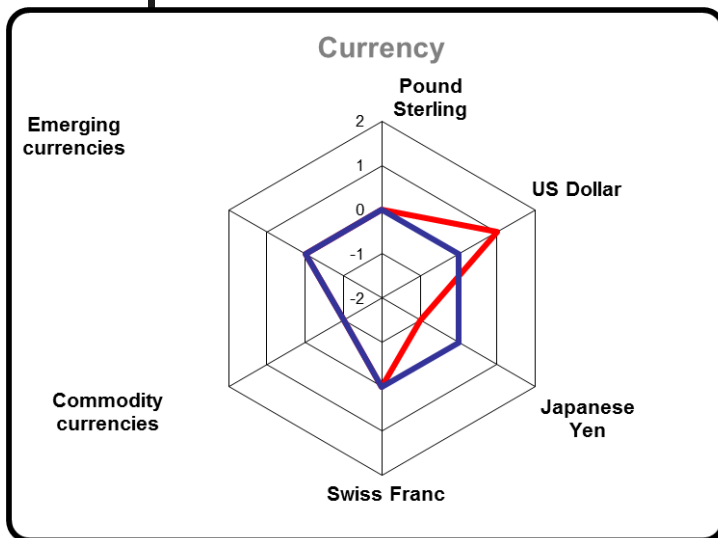 Currency
Pound
Sterling
Emerging
currencies
2
1
US Dollar
0
-1
-2
Commodity
currencies
Japanese
Yen
Swiss Franc